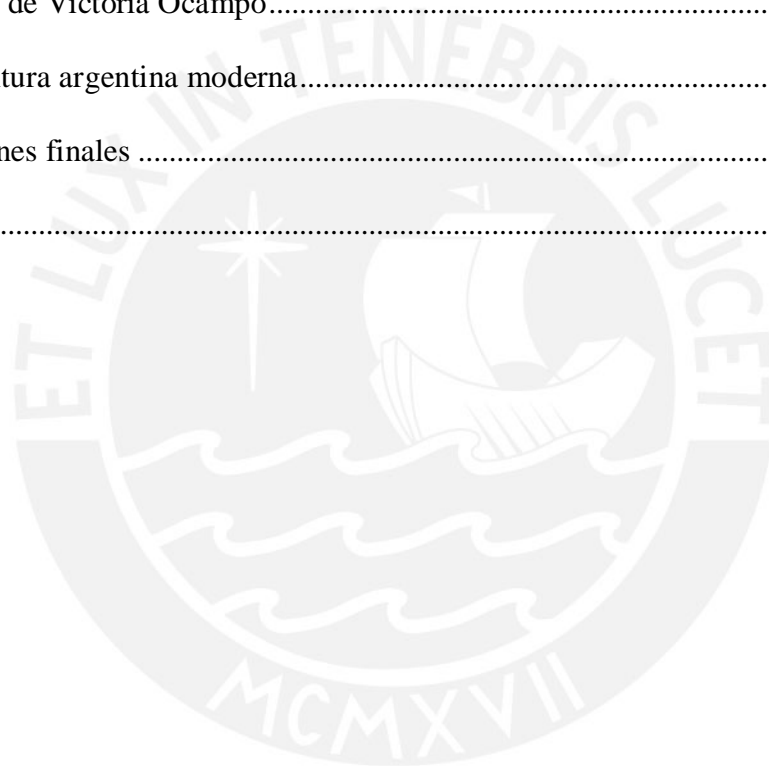 de Victoria Ocampo...................................................................................
tura argentina moderna..............................................................................
nes finales ...............................................................................................
.................................................................................................................
ET LUX IN TENEBRIS LUCET
MCMXVII